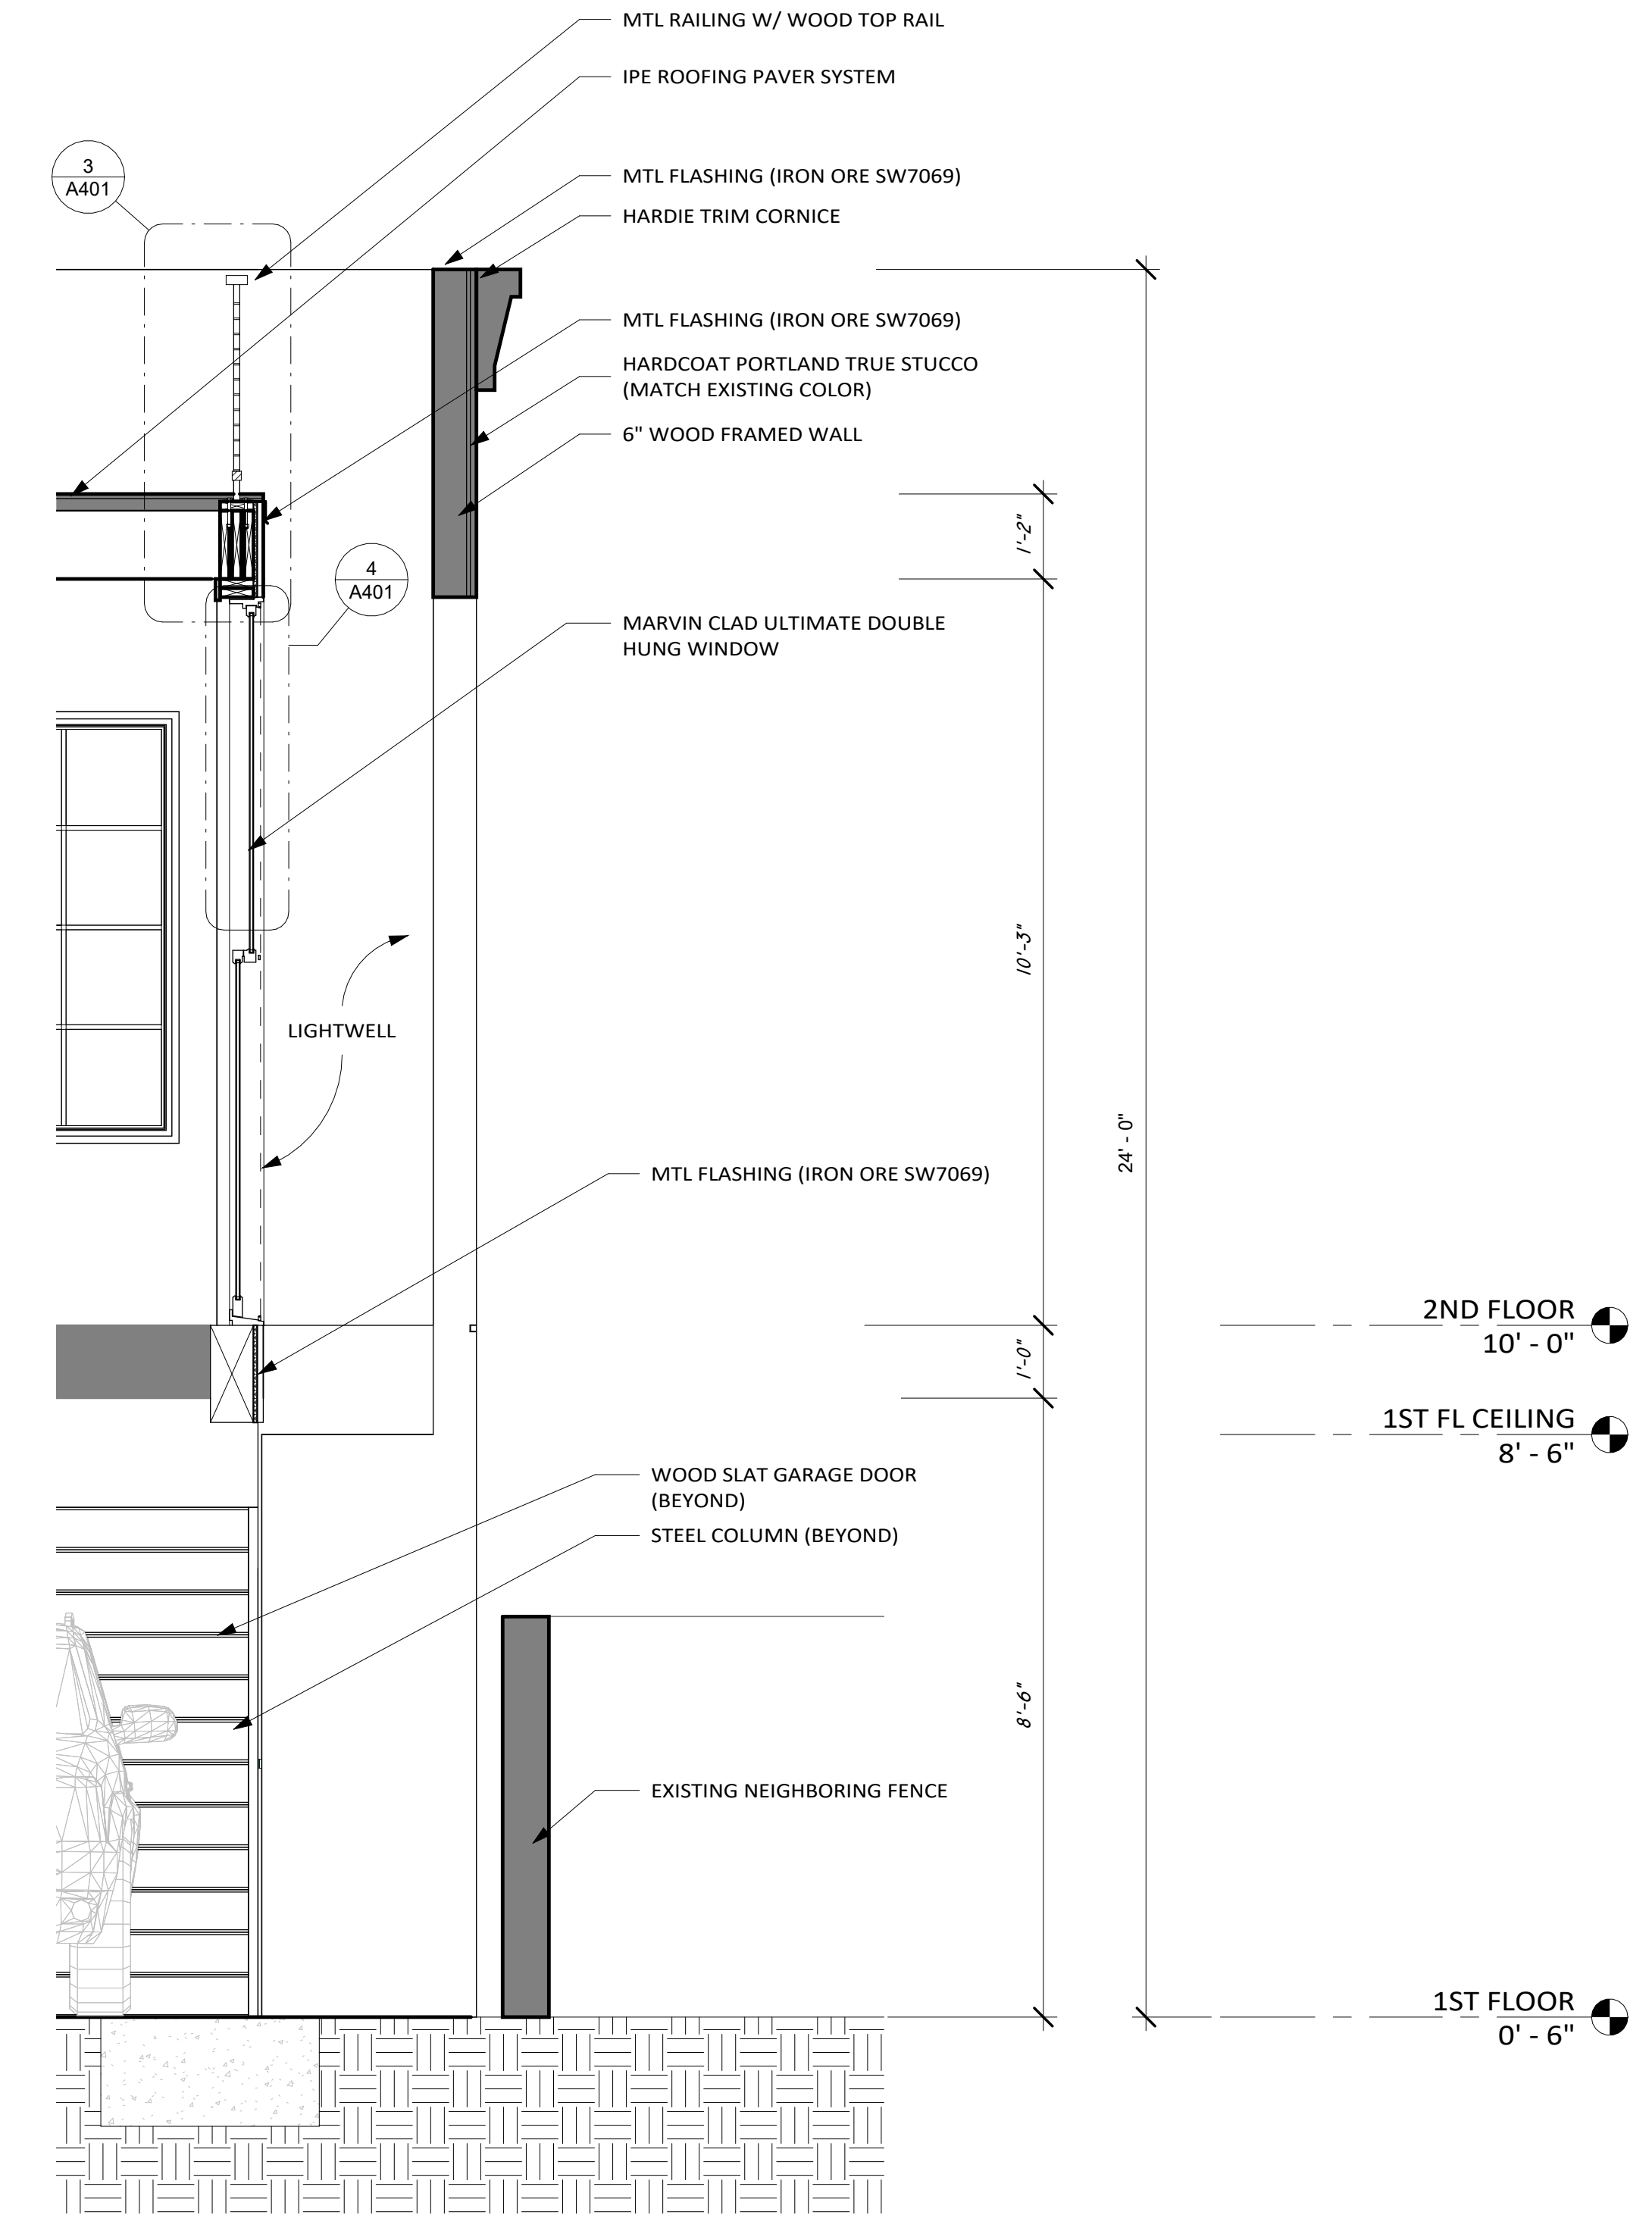 MTL RAILING W/ WOOD TOP RAIL
IPE ROOFING PAVER SYSTEM
3
A401
MTL FLASHING (IRON ORE SW7069)
HARDIE TRIM CORNICE
MTL FLASHING (IRON ORE SW7069)
HARDCOAT PORTLAND TRUE STUCCO
(MATCH EXISTING COLOR)
6" WOOD FRAMED WALL
1'-2"
4
A401
MARVIN CLAD ULTIMATE DOUBLE
HUNG WINDOW
10'-3"
LIGHTWELL
24' - 0"
MTL FLASHING (IRON ORE SW7069)
2ND FLOOR
10' - 0"
1'-0"
1ST FL CEILING
8' - 6"
WOOD SLAT GARAGE DOOR
(BEYOND)
STEEL COLUMN (BEYOND)
8'-6"
EXISTING NEIGHBORING FENCE
1ST FLOOR
0' - 6"